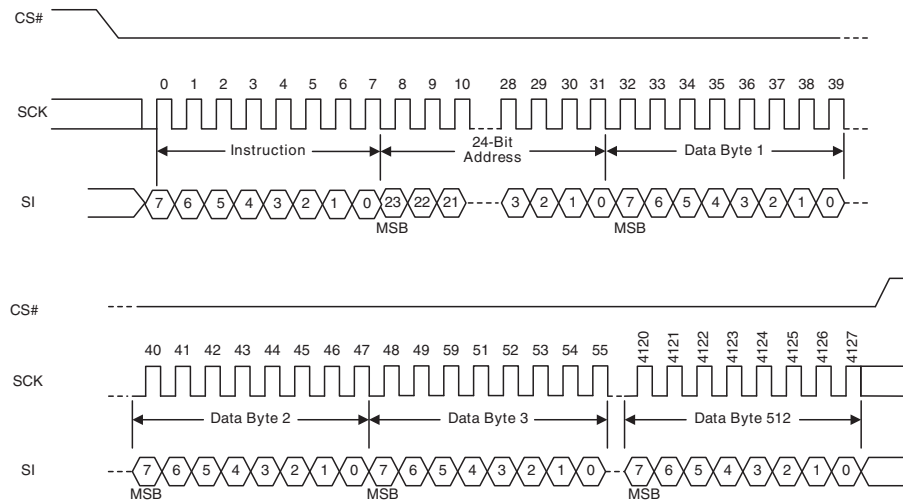 CS#
0 1 2 3 4 5 6 7 8 9 10 28 29 30 31 32 33 34 35 36 37 38 39
SCK
Instruction
24-Bit
Address
Data Byte 1
SI
7 6 5 4 3 2 1 0 23 22 21 3 2 1 0 7 6 5 4 3 2 1 0
MSB MSB
CS#
40 41 42 43 44 45 46 47 48 49 59 51 52 53 54 55 4120 4121 4122 4123 4124 4125 4126 4127
SCK
Data Byte 2 Data Byte 3 Data Byte 512
SI
7 6 5 4 3 2 1 0 7 6 5 4 3 2 1 0 7 6 5 4 3 2 1 0
MSB MSB MSB